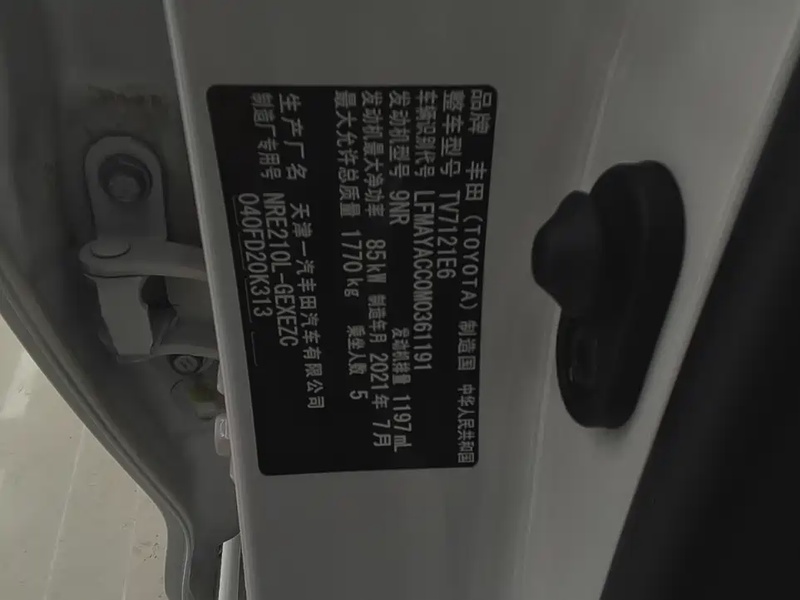 品牌 丰田（TOYOTA） 制造国 中华人民共和国
整车型号 TV7121E6
车辆识别代号 LFMAYACC0M0361191
发动机型号 9NR 发动机排量 1197 mL
发动机最大净功率 85kW 制造年月 2021年 7月
最大允许总质量 1770 kg 乘坐人数 5
生产厂名 天津一汽丰田汽车有限公司
制造厂专用号 NRE210L-GEXEZC
040FD20K313